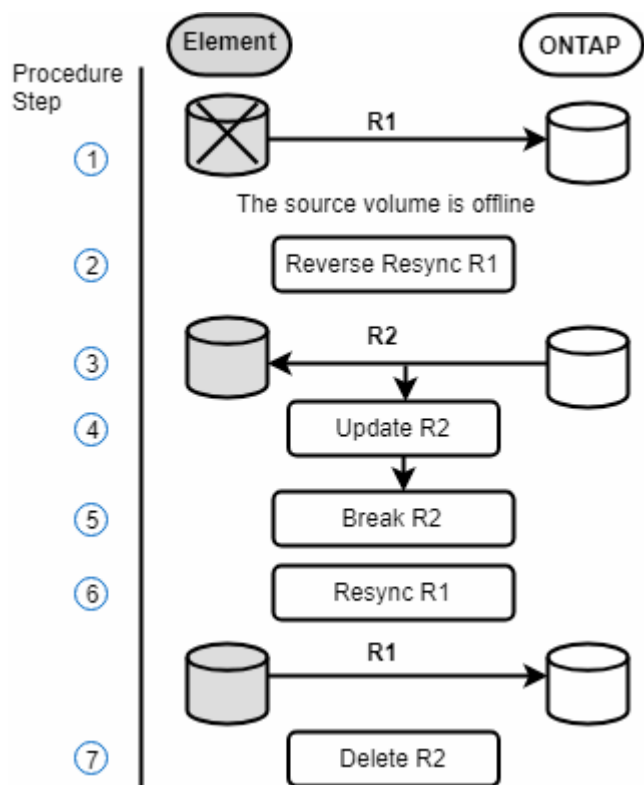 Element
ONTAP
Procedure
Step
R1
1
The source volume is offline
2
Reverse Resync R1
R2
3
4
Update R2
5
Break R2
6
Resync R1
R1
7
Delete R2